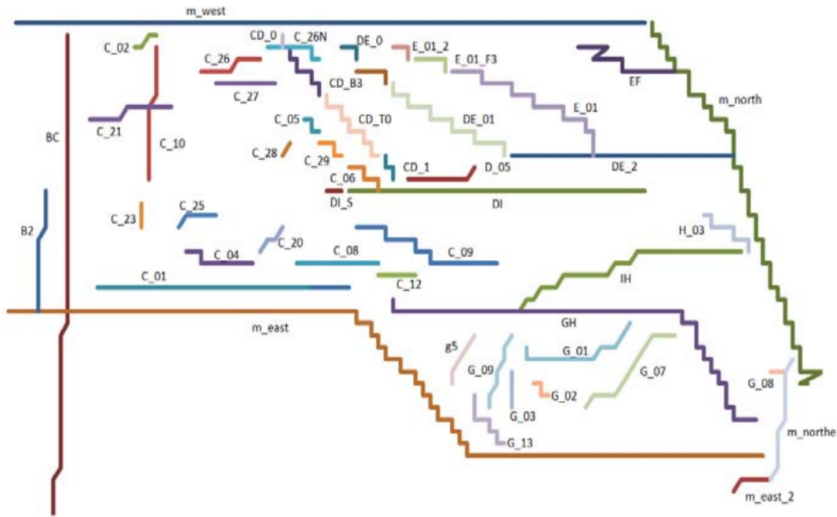 m_west
C_02
CD_0
C_26N
DE_0
E_01_2
C_26
E_01_F3
EF
CD_B3
C_27
m_north
C_21
BC
C_10
C_05
CD_T0
DE_01
E_01
C_28
C_29
CD_1
D_05
DE_2
C_06
DI_S
DI
C_23
C_25
B2
C_20
H_03
C_04
C_08
C_09
C_01
C_12
IH
m_east
GH
g5
G_09
G_01
G_07
G_08
G_02
G_03
G_13
m_northe
m_east_2